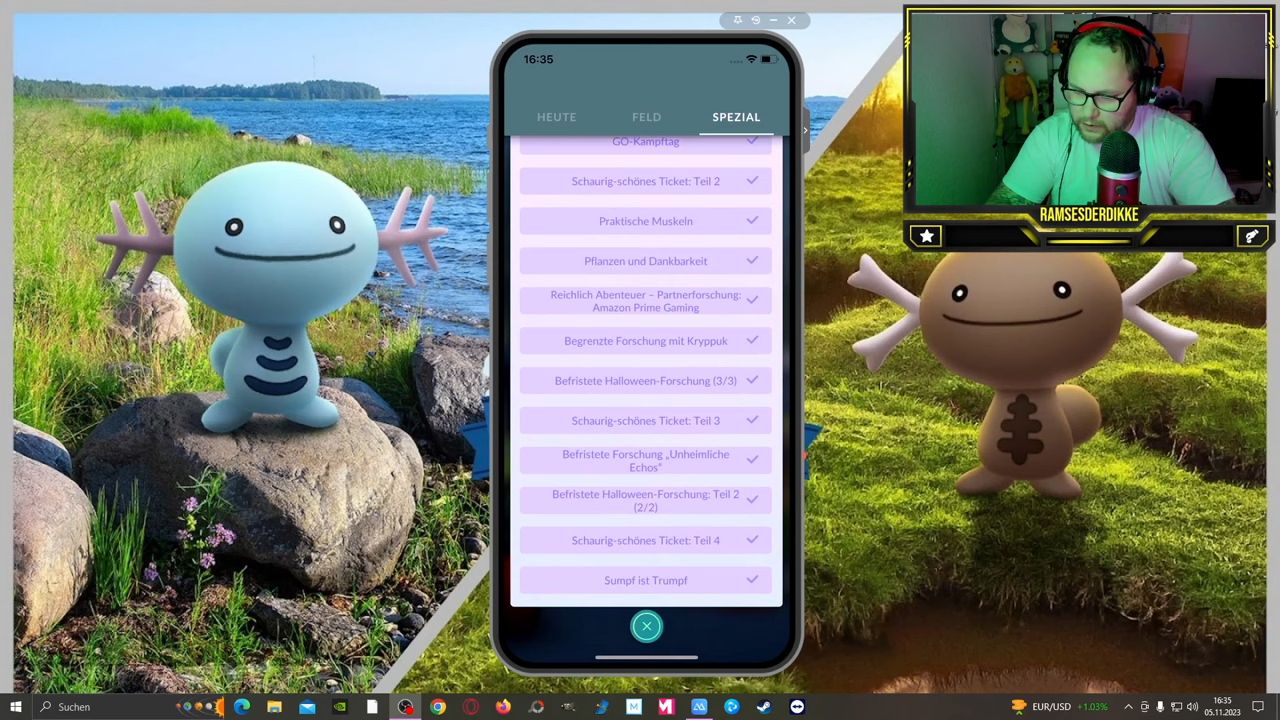 16:35
HEUTE
FELD
SPEZIAL
GO-Kampftag
Schaurig-schönes Ticket: Teil 2
Praktische Muskeln
Pflanzen und Dankbarkeit
Reichlich Abenteuer – Partnerforschung:
Amazon Prime Gaming
Begrenzte Forschung mit Kryppuk
Befristete Halloween-Forschung (3/3)
Schaurig-schönes Ticket: Teil 3
Befristete Forschung „Unheimliche
Echos“
Befristete Halloween-Forschung: Teil 2
(2/2)
Schaurig-schönes Ticket: Teil 4
Sumpf ist Trumpf
RAMSESDERDIKKE
Suchen
EUR/USD +1.03%
16:35
05.11.2023